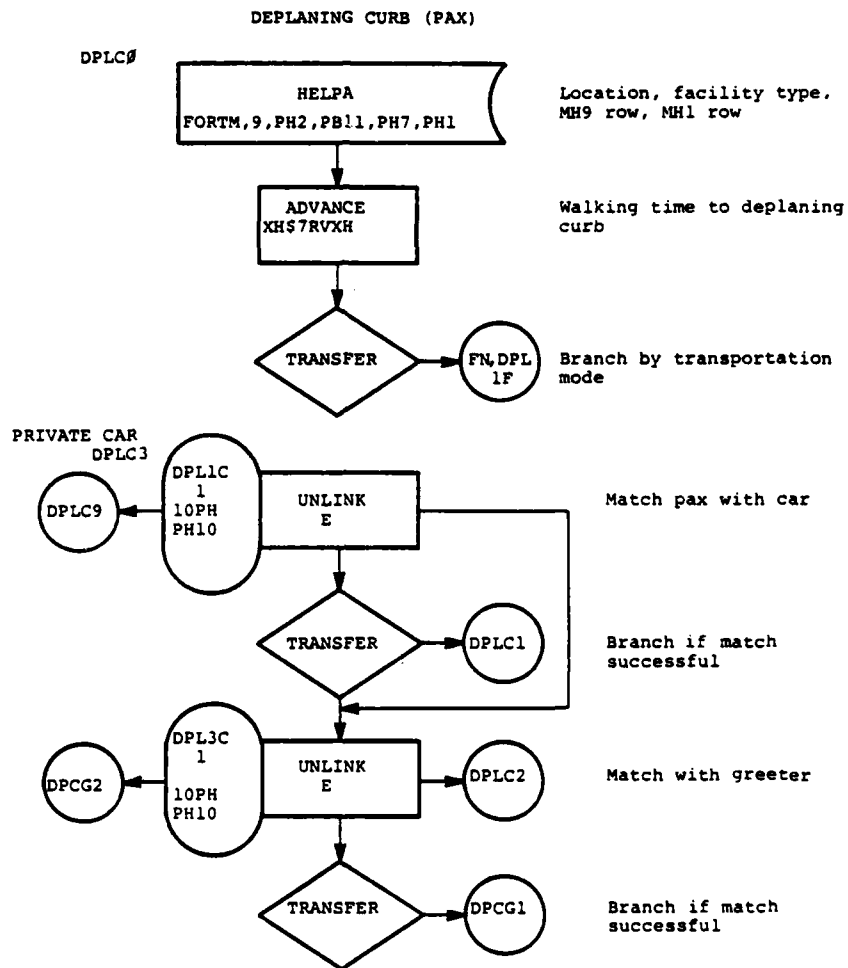 DEPLANING CURB (PAX)
DPLCØ
HELPA
FORTM,9,PH2,PB11,PH7,PH1
Location, facility type,
MH9 row, MH1 row
ADVANCE
XH$7RVXH
Walking time to deplaning
curb
TRANSFER
FN,DPL
1F
Branch by transportation
mode
PRIVATE CAR
DPLC3
DPLC9
DPL1C
1
10PH
PH10
UNLINK
E
Match pax with car
TRANSFER
DPLC1
Branch if match
successful
DPCG2
DPL3C
1
10PH
PH10
UNLINK
E
DPLC2
Match with greeter
TRANSFER
DPCG1
Branch if match
successful